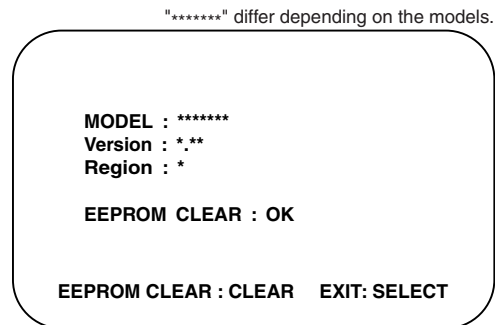 "*******" differ depending on the models.
MODEL : *******
Version : *.**
Region : *
EEPROM CLEAR : OK
EEPROM CLEAR : CLEAR EXIT: SELECT